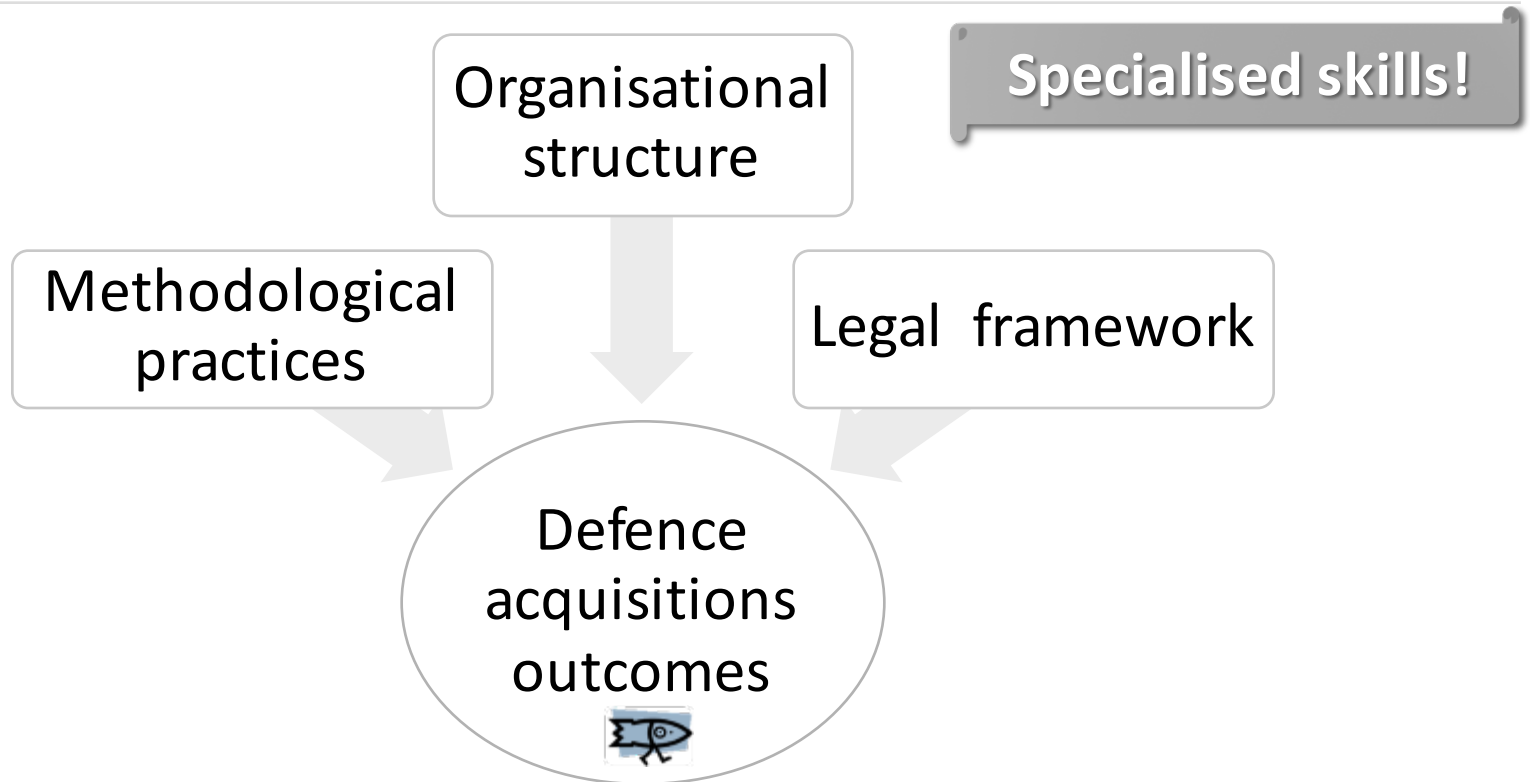 Specialised skills!
Organisational
structure
Methodological
practices
Legal framework
Defence
acquisitions
outcomes